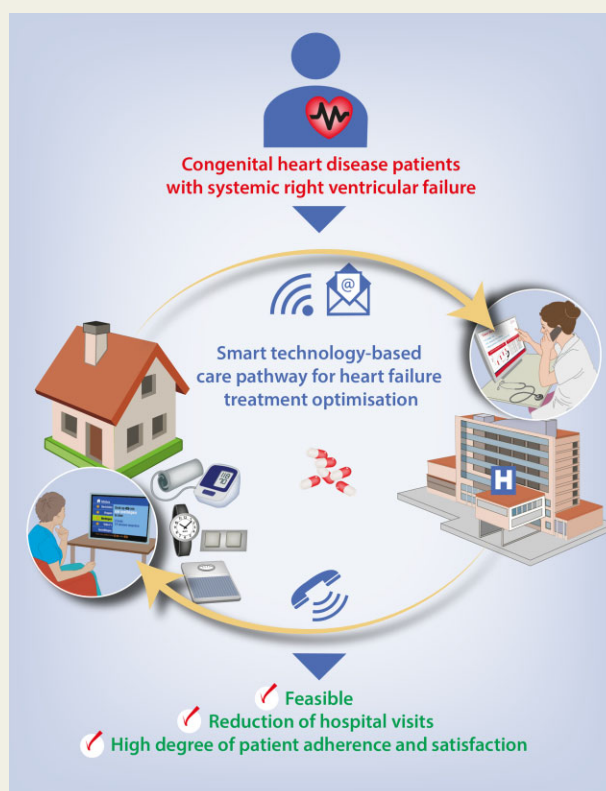 Congenital heart disease patients
with systemic right ventricular failure
@
Smart technology-based
care pathway for heart failure
treatment optimisation
H
Feasible
Reduction of hospital visits
High degree of patient adherence and satisfaction